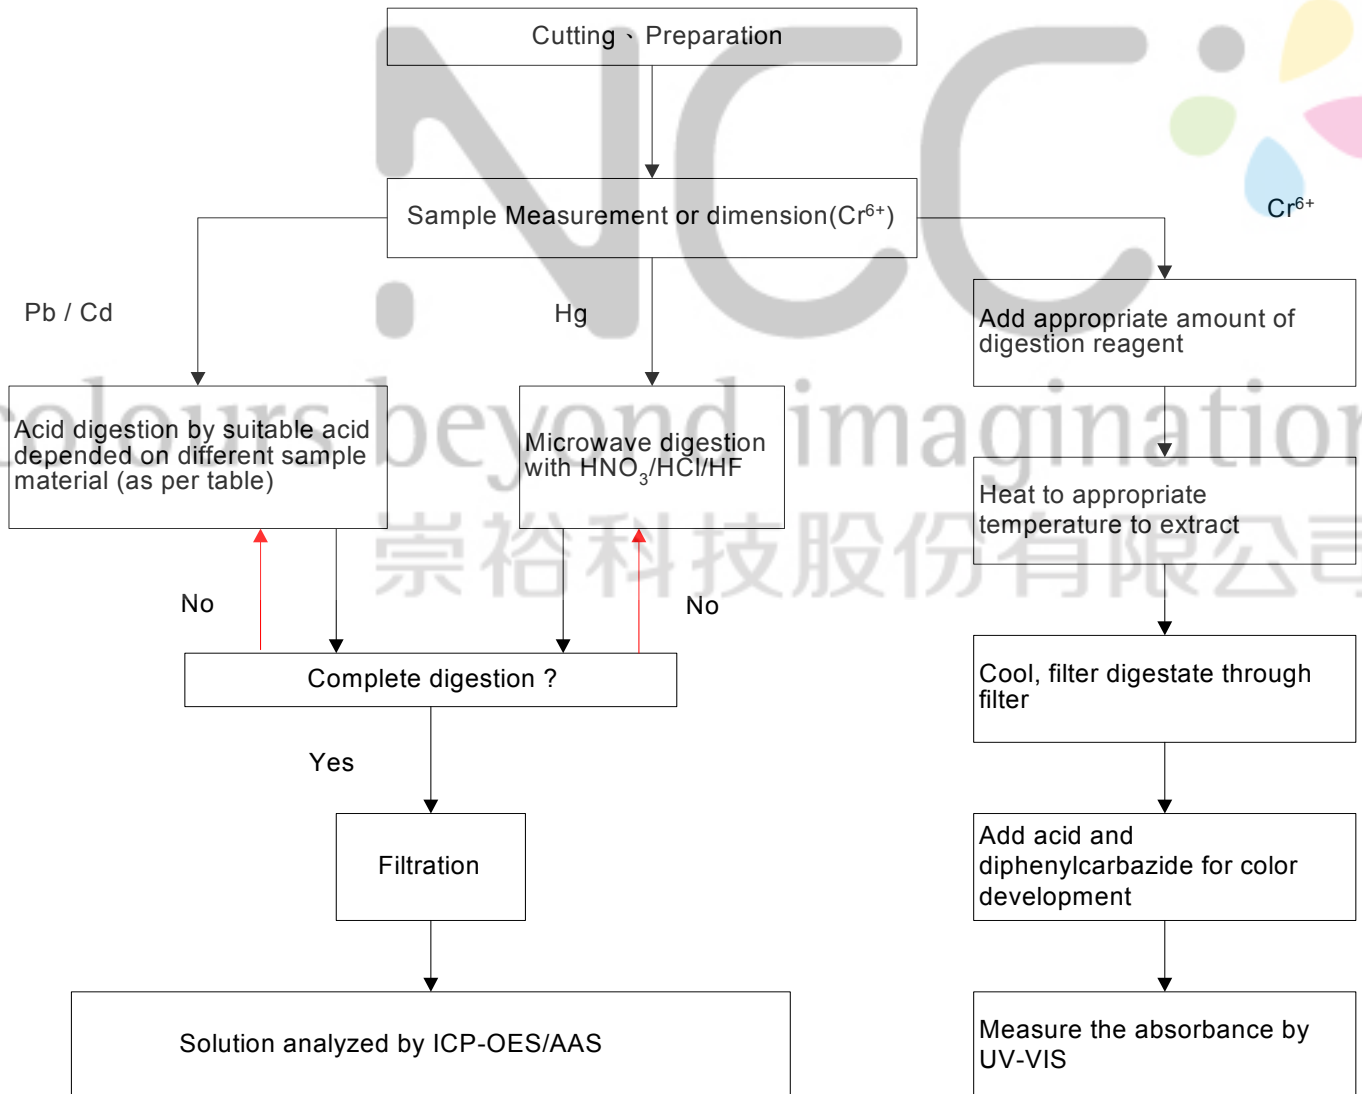 Cutting、Preparation
Sample Measurement or dimension(Cr⁶⁺)
Pb / Cd
Hg
Cr⁶⁺
Acid digestion by suitable acid
depended on different sample
material (as per table)
Microwave digestion
with HNO₃/HCl/HF
No
No
Complete digestion ?
Yes
Filtration
Solution analyzed by ICP-OES/AAS
Add appropriate amount of
digestion reagent
Heat to appropriate
temperature to extract
Cool, filter digestate through
filter
Add acid and
diphenylcarbazide for color
development
Measure the absorbance by
UV-VIS
NCC
colours beyond imagination
崇裕科技股份有限公司